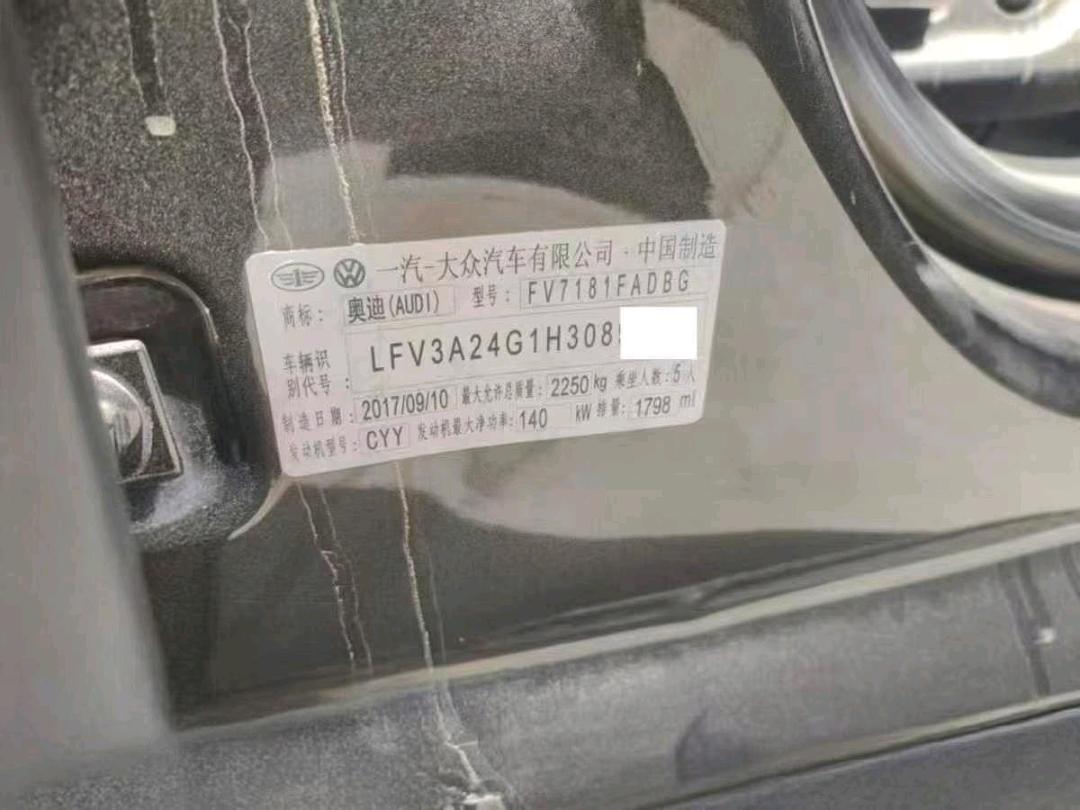 一汽-大众汽车有限公司·中国制造
商标: 奥迪(AUDI) 型号: FV7181FADBG
车辆识别代号: LFV3A24G1H308
制造日期: 2017/09/10 最大允许总质量: 2250 kg 乘坐人数: 5 人
发动机型号: CYY 发动机最大净功率: 140 kW 排量: 1798 ml